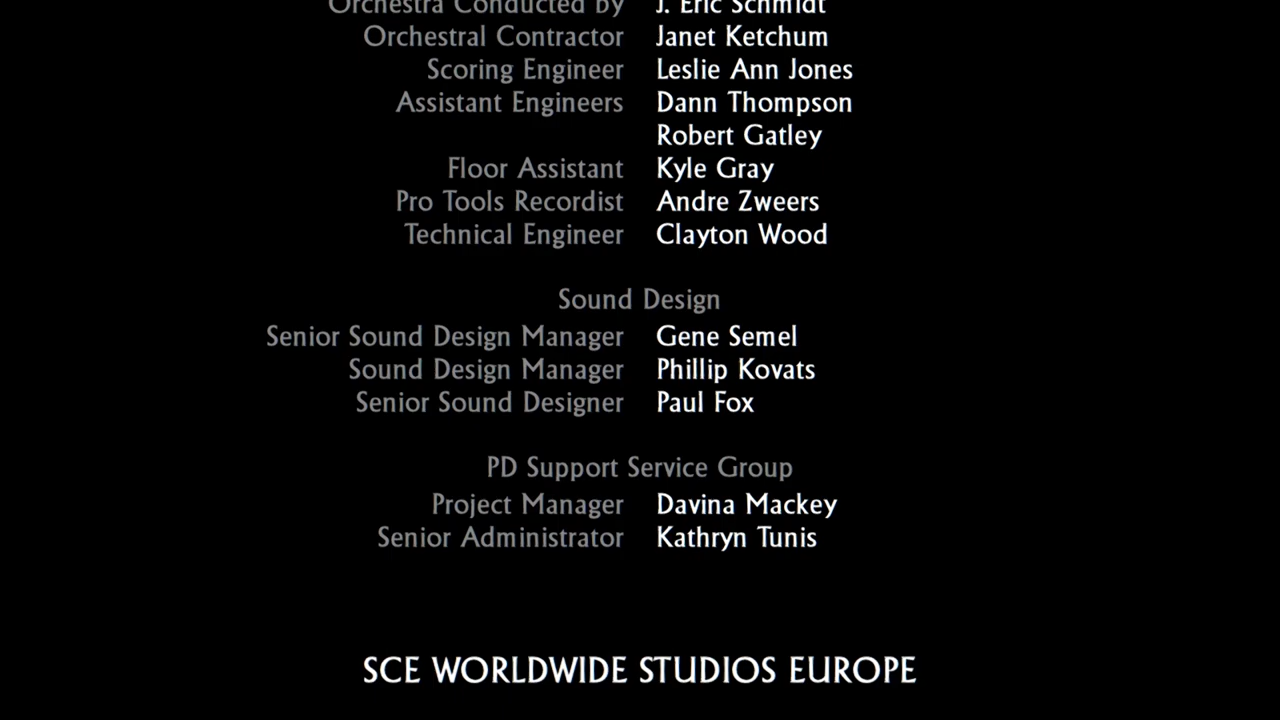 Orchestra Conducted by J. Eric Schmidt
Orchestral Contractor Janet Ketchum
Scoring Engineer Leslie Ann Jones
Assistant Engineers Dann Thompson
Robert Gatley
Floor Assistant Kyle Gray
Pro Tools Recordist Andre Zweers
Technical Engineer Clayton Wood
Sound Design
Senior Sound Design Manager Gene Semel
Sound Design Manager Phillip Kovats
Senior Sound Designer Paul Fox
PD Support Service Group
Project Manager Davina Mackey
Senior Administrator Kathryn Tunis
SCE WORLDWIDE STUDIOS EUROPE